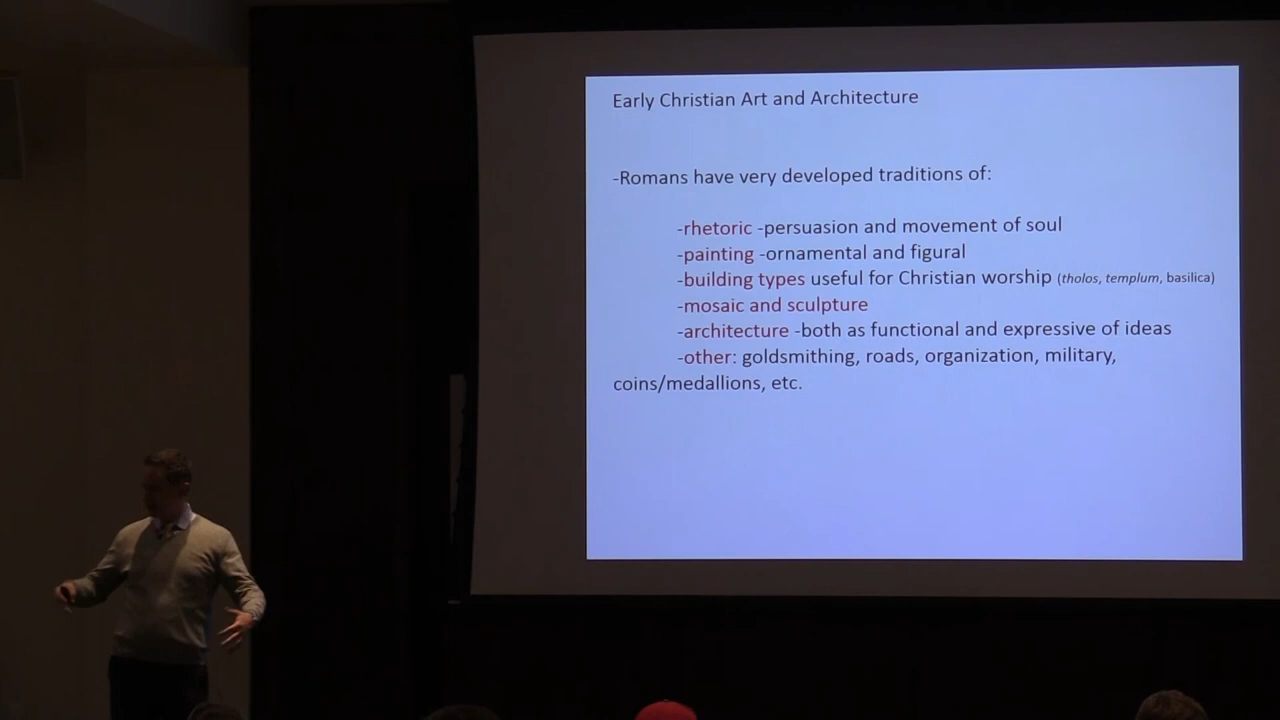 Early Christian Art and Architecture
-Romans have very developed traditions of:
-rhetoric -persuasion and movement of soul
-painting -ornamental and figural
-building types useful for Christian worship (tholos, templum, basilica)
-mosaic and sculpture
-architecture -both as functional and expressive of ideas
-other: goldsmithing, roads, organization, military,
coins/medallions, etc.